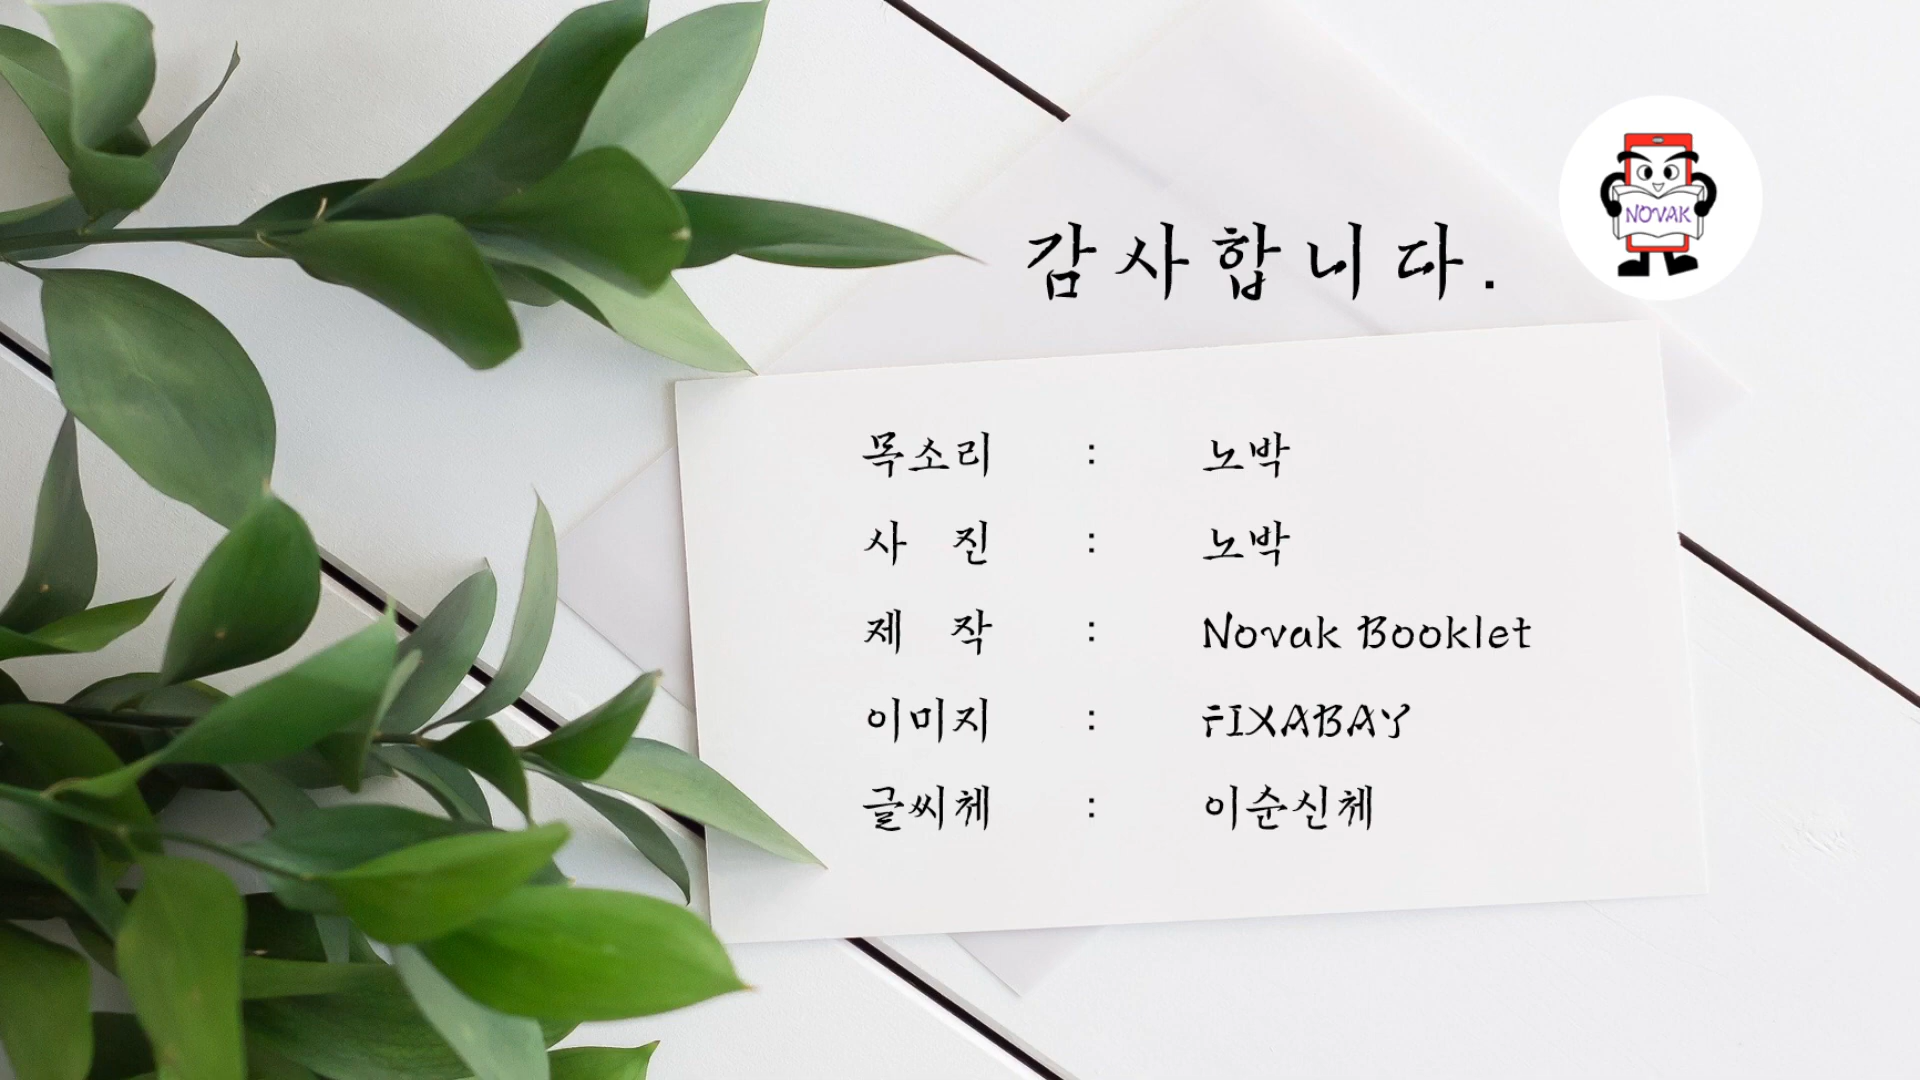 감사합니다.
NOVAK
목소리 : 노박
사 진 : 노박
제 작 : Novak Booklet
이미지 : FIXABAY
글씨체 : 이순신체